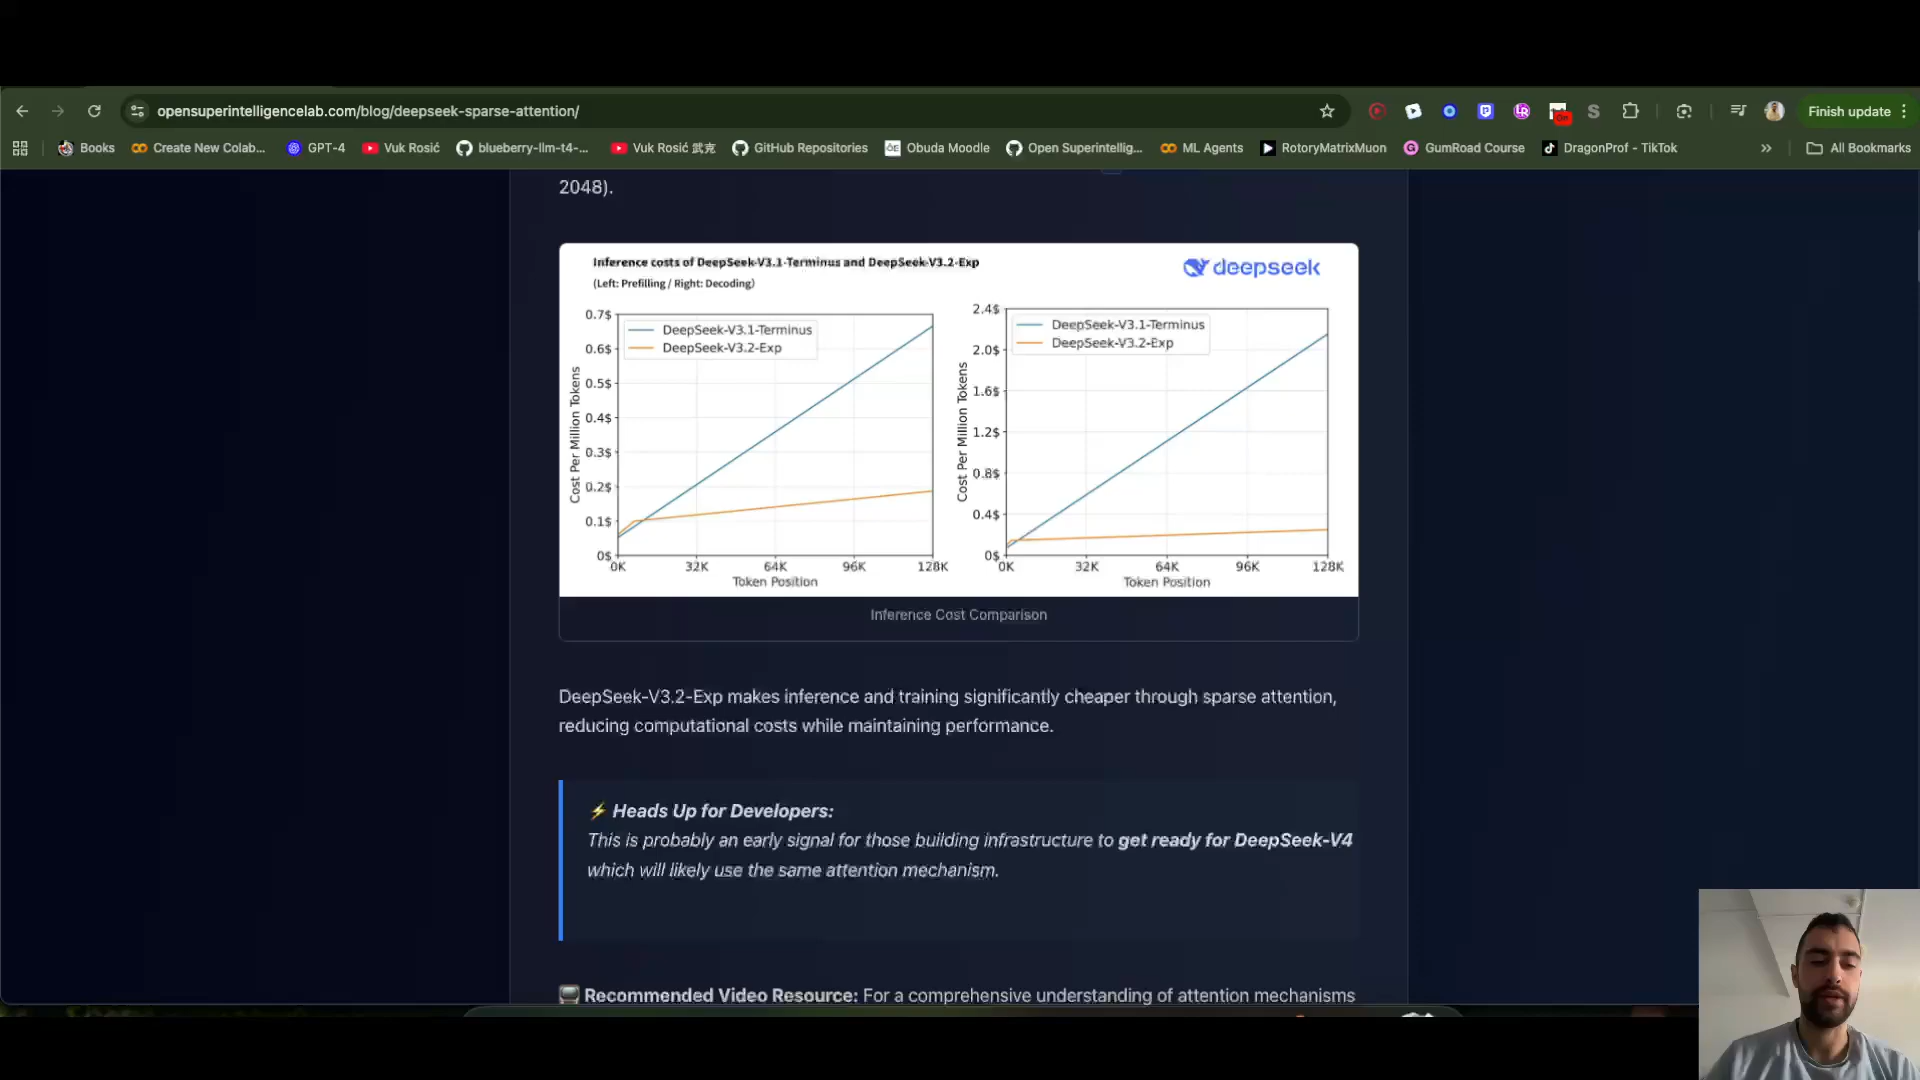 opensuperintelligencelab.com/blog/deepseek-sparse-attention/
Finish update
Books
Create New Colab...
GPT-4
Vuk Rosić
blueberry-llm-t4-...
Vuk Rosić 武克
GitHub Repositories
Obuda Moodle
Open Superintellig...
ML Agents
RotoryMatrixMuon
GumRoad Course
DragonProf - TikTok
All Bookmarks
2048).
Inference costs of DeepSeek-V3.1-Terminus and DeepSeek-V3.2-Exp
(Left: Prefilling / Right: Decoding)
deepseek
DeepSeek-V3.1-Terminus
DeepSeek-V3.2-Exp
Cost Per Million Tokens
0.7$
0.6$
0.5$
0.4$
0.3$
0.2$
0.1$
0$
0K 32K 64K 96K 128K
Token Position
DeepSeek-V3.1-Terminus
DeepSeek-V3.2-Exp
Cost Per Million Tokens
2.4$
2.0$
1.6$
1.2$
0.8$
0.4$
0$
0K 32K 64K 96K 128K
Token Position
Inference Cost Comparison
DeepSeek-V3.2-Exp makes inference and training significantly cheaper through sparse attention,
reducing computational costs while maintaining performance.
⚡ Heads Up for Developers:
This is probably an early signal for those building infrastructure to get ready for DeepSeek-V4
which will likely use the same attention mechanism.
Recommended Video Resource: For a comprehensive understanding of attention mechanisms